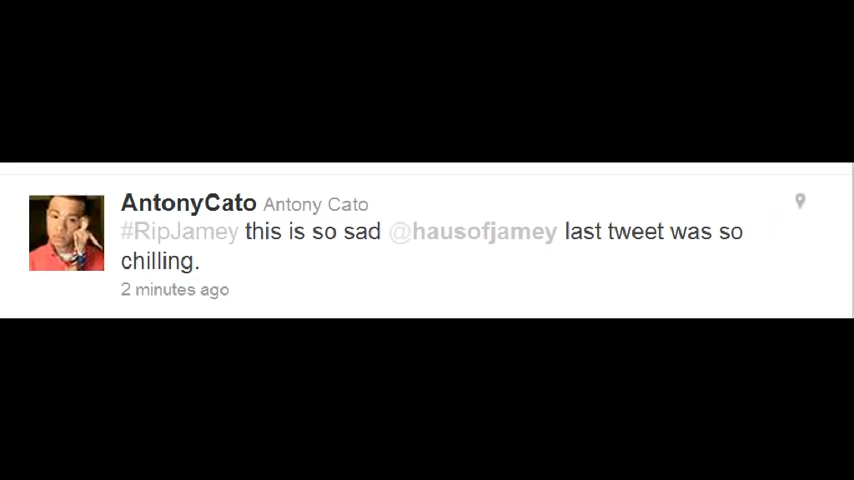 AntonyCato Antony Cato
#RipJamey this is so sad @hausofjamey last tweet was so
chilling.
2 minutes ago